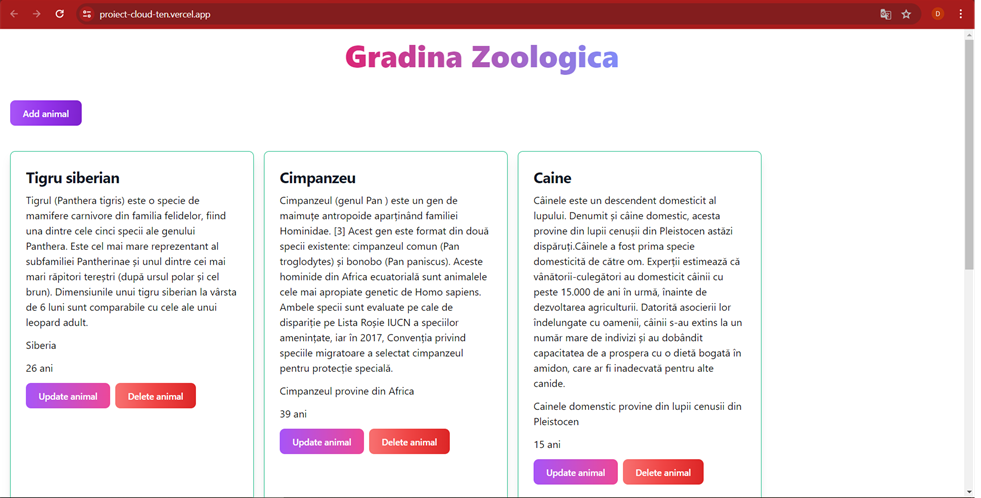 proiect-cloud-ten.vercel.app
D
Gradina Zoologica
Add animal
Tigru siberian
Tigrul (Panthera tigris) este o specie de
mamifere carnivore din familia felidelor, fiind
una dintre cele cinci specii ale genului
Panthera. Este cel mai mare reprezentant al
subfamiliei Pantherinae și unul dintre cei mai
mari răpitori tereștri (după ursul polar și cel
brun). Dimensiunile unui tigru siberian la vârsta
de 6 luni sunt comparabile cu cele ale unui
leopard adult.
Siberia
26 ani
Update animal
Delete animal
Cimpanzeu
Cimpanzeul (genul Pan ) este un gen de
maimuțe antropoide aparținând familiei
Hominidae. [3] Acest gen este format din două
specii existente: cimpanzeul comun (Pan
troglodytes) și bonobo (Pan paniscus). Aceste
hominide din Africa ecuatorială sunt animalele
cele mai apropiate genetic de Homo sapiens.
Ambele specii sunt evaluate pe cale de
dispariție pe Lista Roșie IUCN a speciilor
amenințate, iar în 2017, Convenția privind
speciile migratoare a selectat cimpanzeul
pentru protecție specială.
Cimpanzeul provine din Africa
39 ani
Update animal
Delete animal
Caine
Câinele este un descendent domesticit al
lupului. Denumit și câine domestic, acesta
provine din lupii cenușii din Pleistocen astăzi
dispăruți.Câinele a fost prima specie
domesticită de către om. Experții estimează că
vânătorii-culegători au domesticit câinii cu
peste 15.000 de ani în urmă, înainte de
dezvoltarea agriculturii. Datorită asocierii lor
îndelungate cu oamenii, câinii s-au extins la un
număr mare de indivizi și au dobândit
capacitatea de a prospera cu o dietă bogată în
amidon, care ar fi inadecvată pentru alte
canide.
Cainele domenstic provine din lupii cenusii din
Pleistocen
15 ani
Update animal
Delete animal